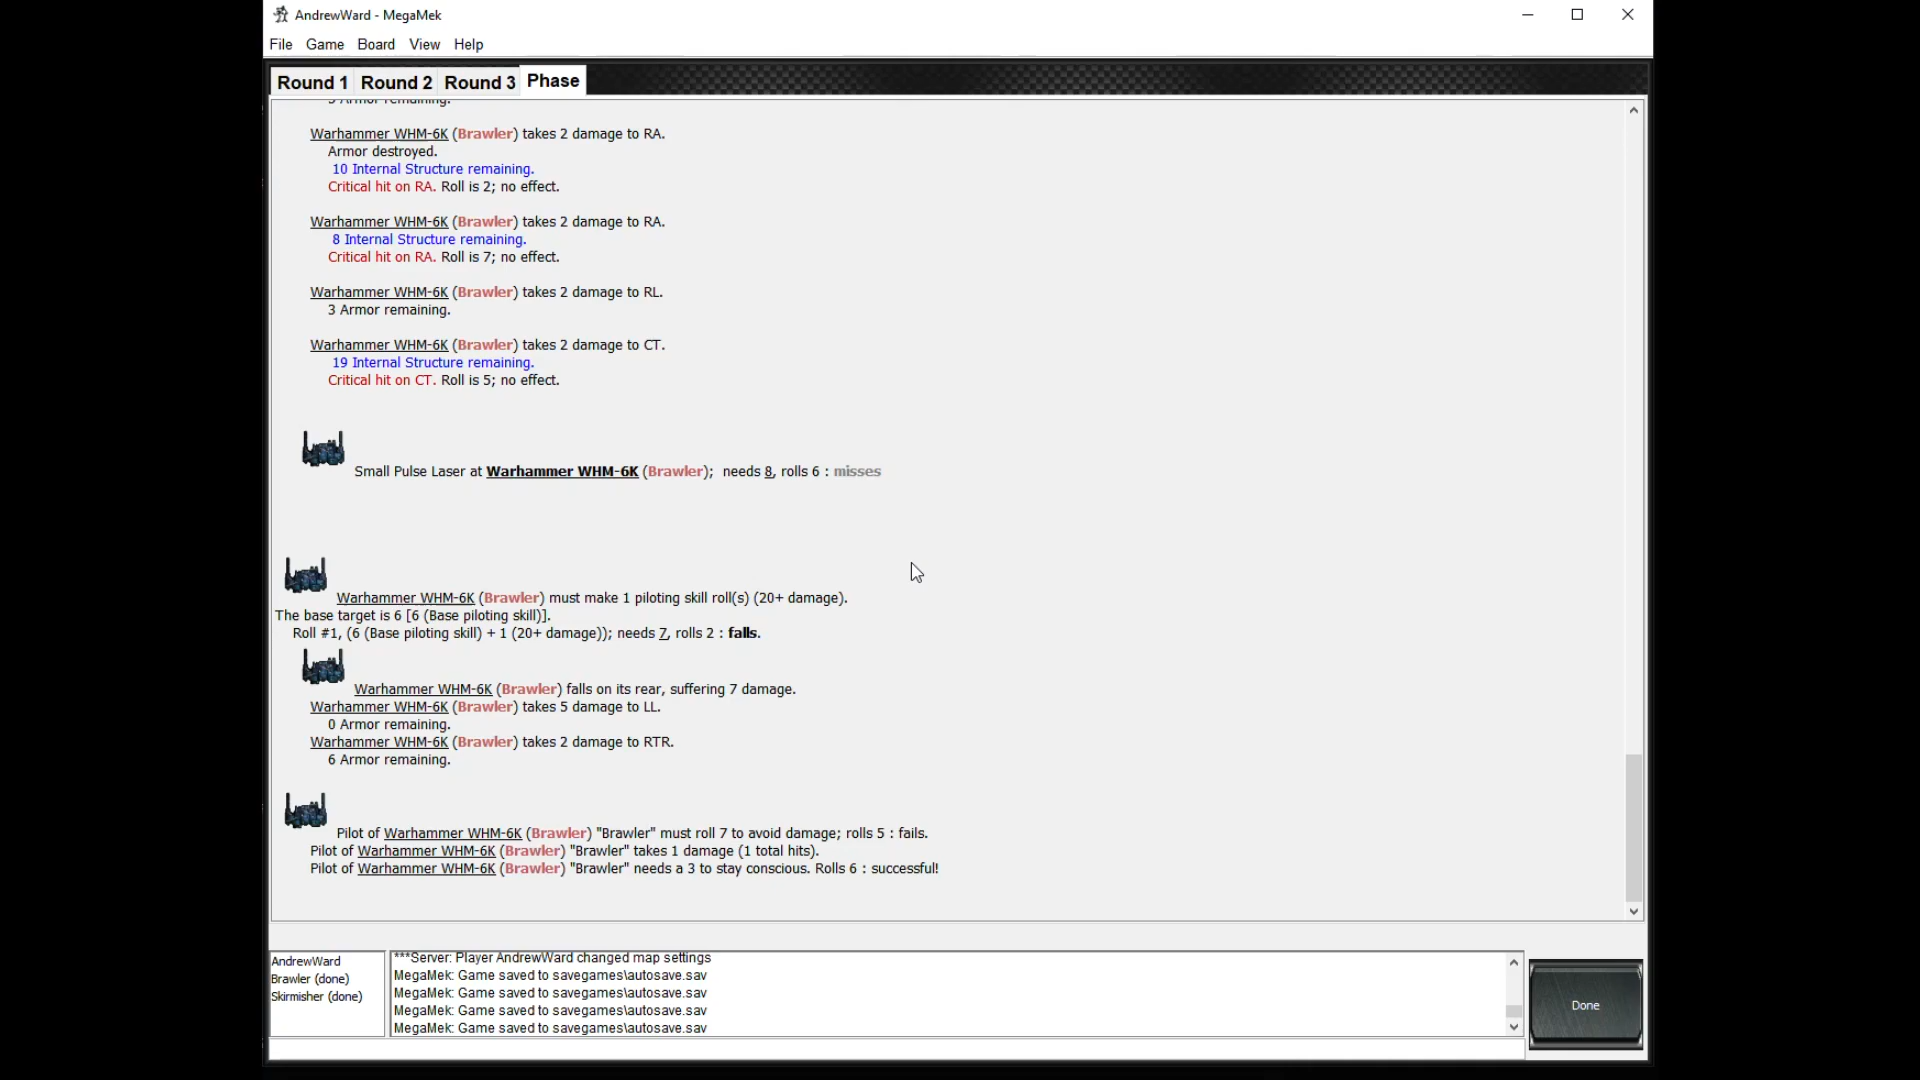 AndrewWard - MegaMek
File Game Board View Help
Round 1 Round 2 Round 3 Phase
5 Armor remaining.
Warhammer WHM-6K (Brawler) takes 2 damage to RA.
Armor destroyed.
10 Internal Structure remaining.
Critical hit on RA. Roll is 2; no effect.
Warhammer WHM-6K (Brawler) takes 2 damage to RA.
8 Internal Structure remaining.
Critical hit on RA. Roll is 7; no effect.
Warhammer WHM-6K (Brawler) takes 2 damage to RL.
3 Armor remaining.
Warhammer WHM-6K (Brawler) takes 2 damage to CT.
19 Internal Structure remaining.
Critical hit on CT. Roll is 5; no effect.
Small Pulse Laser at Warhammer WHM-6K (Brawler); needs 8, rolls 6 : misses
Warhammer WHM-6K (Brawler) must make 1 piloting skill roll(s) (20+ damage).
The base target is 6 [6 (Base piloting skill)].
Roll #1, (6 (Base piloting skill) + 1 (20+ damage)); needs 7, rolls 2 : falls.
Warhammer WHM-6K (Brawler) falls on its rear, suffering 7 damage.
Warhammer WHM-6K (Brawler) takes 5 damage to LL.
0 Armor remaining.
Warhammer WHM-6K (Brawler) takes 2 damage to RTR.
6 Armor remaining.
Pilot of Warhammer WHM-6K (Brawler) "Brawler" must roll 7 to avoid damage; rolls 5 : fails.
Pilot of Warhammer WHM-6K (Brawler) "Brawler" takes 1 damage (1 total hits).
Pilot of Warhammer WHM-6K (Brawler) "Brawler" needs a 3 to stay conscious. Rolls 6 : successful!
AndrewWard
Brawler (done)
Skirmisher (done)
***Server: Player AndrewWard changed map settings
MegaMek: Game saved to savegames\autosave.sav
MegaMek: Game saved to savegames\autosave.sav
MegaMek: Game saved to savegames\autosave.sav
MegaMek: Game saved to savegames\autosave.sav
Done